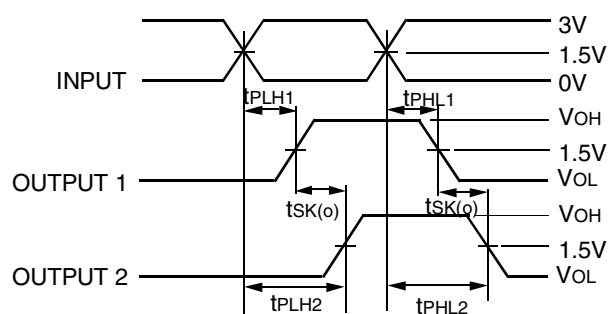 3V
1.5V
INPUT
0V
tPLH1
tPHL1
VOH
1.5V
OUTPUT 1
VOL
tSK(o)
tSK(o)
VOH
1.5V
OUTPUT 2
VOL
tPLH2
tPHL2